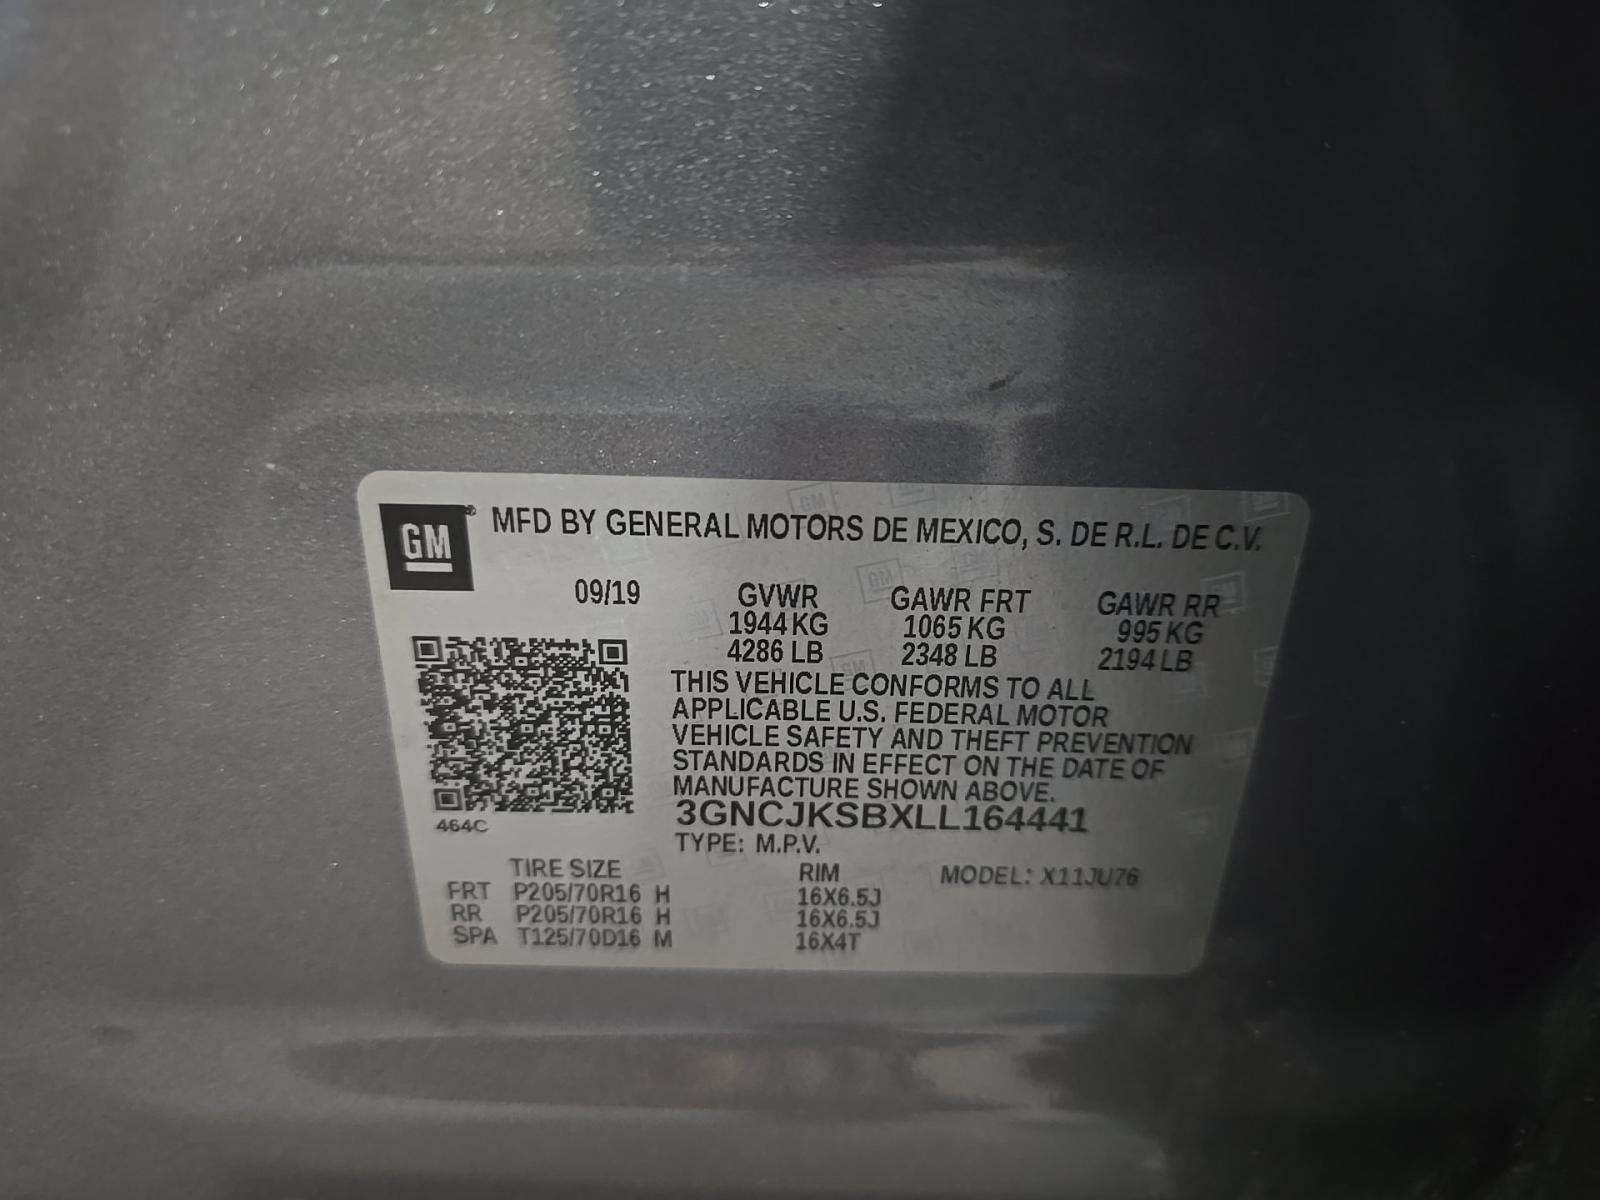 GM MFD BY GENERAL MOTORS DE MEXICO, S. DE R.L. DE C.V.
09/19 GVWR GAWR FRT GAWR RR
1944 KG 1065 KG 995 KG
4286 LB 2348 LB 2194 LB
THIS VEHICLE CONFORMS TO ALL
APPLICABLE U.S. FEDERAL MOTOR
VEHICLE SAFETY AND THEFT PREVENTION
STANDARDS IN EFFECT ON THE DATE OF
MANUFACTURE SHOWN ABOVE.
3GNCJKSBXLL164441
464C
TYPE: M.P.V.
TIRE SIZE RIM MODEL: X11JU76
FRT P205/70R16 H 16X6.5J
RR P205/70R16 H 16X6.5J
SPA T125/70D16 M 16X4T